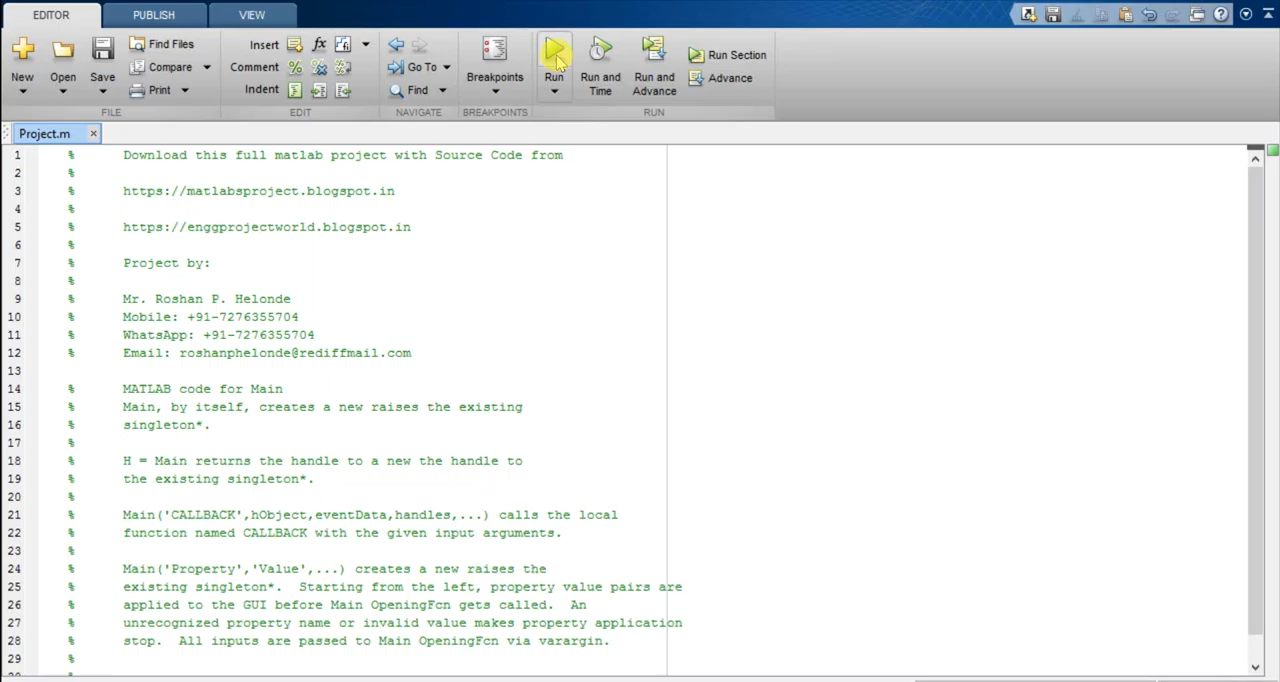 EDITOR PUBLISH VIEW
New Open Save Find Files Compare Print
FILE
Insert fx
Comment
Indent
EDIT
Go To
Find
NAVIGATE
Breakpoints
BREAKPOINTS
Run Run and Time Run and Advance Run Section Advance
RUN
Project.m
1 % Download this full matlab project with Source Code from
2 %
3 % https://matlabsproject.blogspot.in
4 %
5 % https://enggprojectworld.blogspot.in
6 %
7 % Project by:
8 %
9 % Mr. Roshan P. Helonde
10 % Mobile: +91-7276355704
11 % WhatsApp: +91-7276355704
12 % Email: roshanphelonde@rediffmail.com
13
14 % MATLAB code for Main
15 % Main, by itself, creates a new raises the existing
16 % singleton*.
17 %
18 % H = Main returns the handle to a new the handle to
19 % the existing singleton*.
20 %
21 % Main('CALLBACK',hObject,eventData,handles,...) calls the local
22 % function named CALLBACK with the given input arguments.
23 %
24 % Main('Property','Value',...) creates a new raises the
25 % existing singleton*.  Starting from the left, property value pairs are
26 % applied to the GUI before Main OpeningFcn gets called.  An
27 % unrecognized property name or invalid value makes property application
28 % stop.  All inputs are passed to Main OpeningFcn via varargin.
29 %